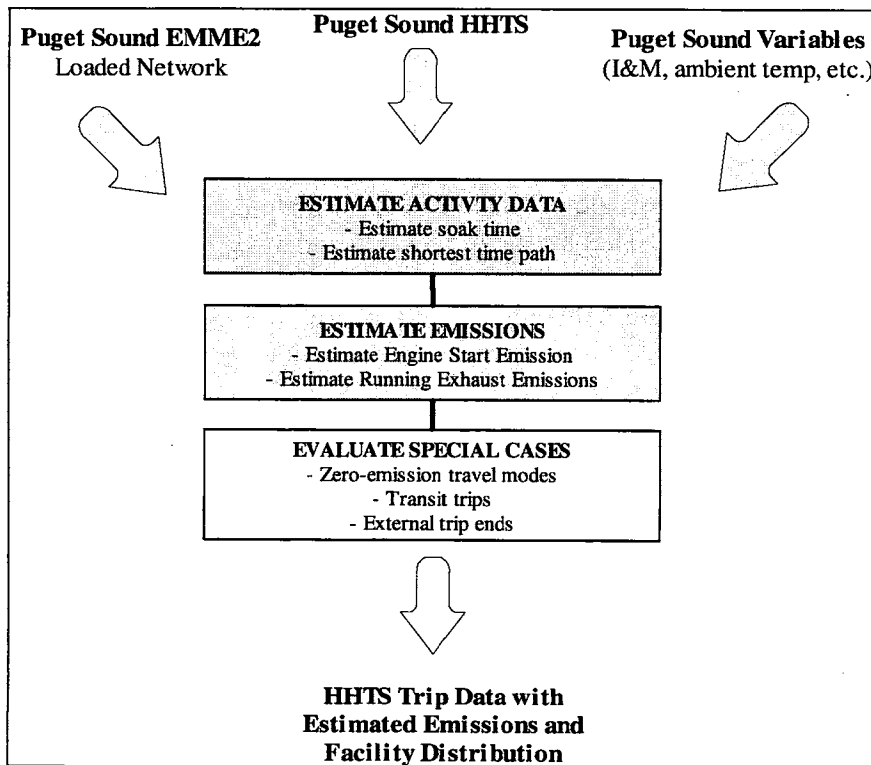 Puget Sound EMME2
Loaded Network
Puget Sound HHTS
Puget Sound Variables
(I&M, ambient temp, etc.)
ESTIMATE ACTIVTY DATA
- Estimate soak time
- Estimate shortest time path
ESTIMATE EMISSIONS
- Estimate Engine Start Emission
- Estimate Running Exhaust Emissions
EVALUATE SPECIAL CASES
- Zero-emission travel modes
- Transit trips
- External trip ends
HHTS Trip Data with
Estimated Emissions and
Facility Distribution